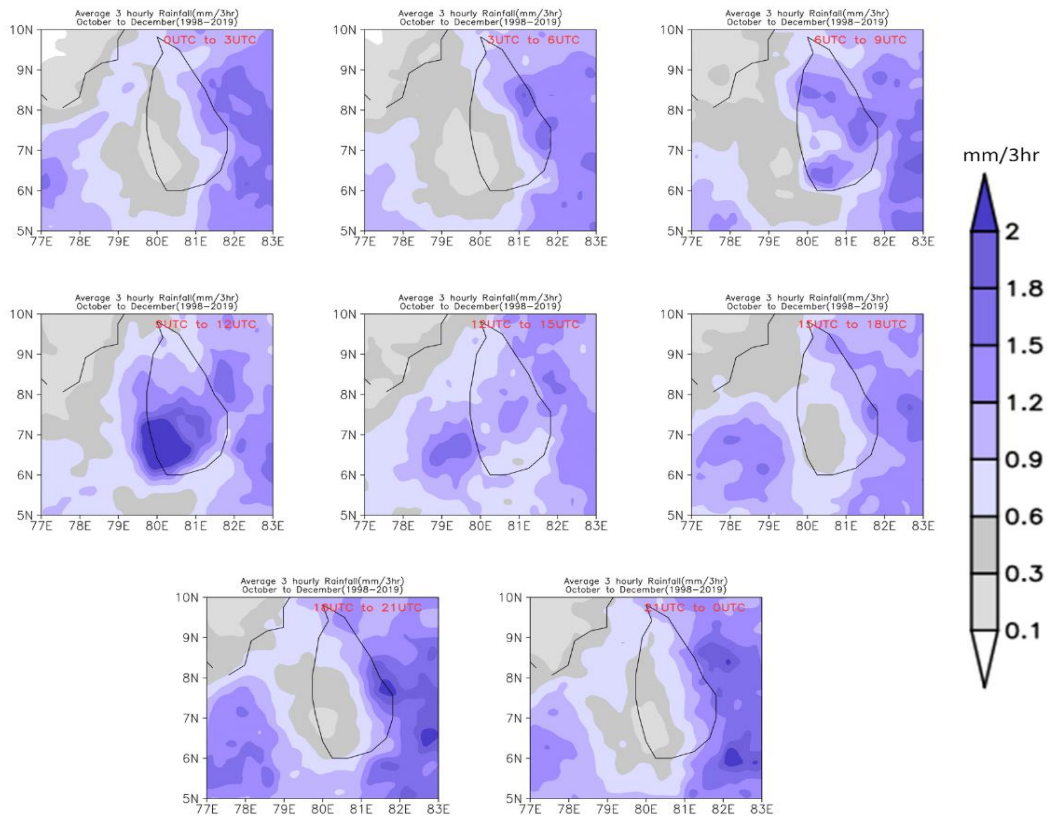 Average 3 hourly Rainfall(mm/3hr)
October to December(1998-2019)
0UTC to 3UTC
10N
9N
8N
7N
6N
5N
77E 78E 79E 80E 81E 82E 83E
Average 3 hourly Rainfall(mm/3hr)
October to December(1998-2019)
3UTC to 6UTC
10N
9N
8N
7N
6N
5N
77E 78E 79E 80E 81E 82E 83E
Average 3 hourly Rainfall(mm/3hr)
October to December(1998-2019)
6UTC to 9UTC
10N
9N
8N
7N
6N
5N
77E 78E 79E 80E 81E 82E 83E
Average 3 hourly Rainfall(mm/3hr)
October to December(1998-2019)
9UTC to 12UTC
10N
9N
8N
7N
6N
5N
77E 78E 79E 80E 81E 82E 83E
Average 3 hourly Rainfall(mm/3hr)
October to December(1998-2019)
12UTC to 15UTC
10N
9N
8N
7N
6N
5N
77E 78E 79E 80E 81E 82E 83E
Average 3 hourly Rainfall(mm/3hr)
October to December(1998-2019)
15UTC to 18UTC
10N
9N
8N
7N
6N
5N
77E 78E 79E 80E 81E 82E 83E
Average 3 hourly Rainfall(mm/3hr)
October to December(1998-2019)
18UTC to 21UTC
10N
9N
8N
7N
6N
5N
77E 78E 79E 80E 81E 82E 83E
Average 3 hourly Rainfall(mm/3hr)
October to December(1998-2019)
21UTC to 0UTC
10N
9N
8N
7N
6N
5N
77E 78E 79E 80E 81E 82E 83E
mm/3hr
2
1.8
1.5
1.2
0.9
0.6
0.3
0.1